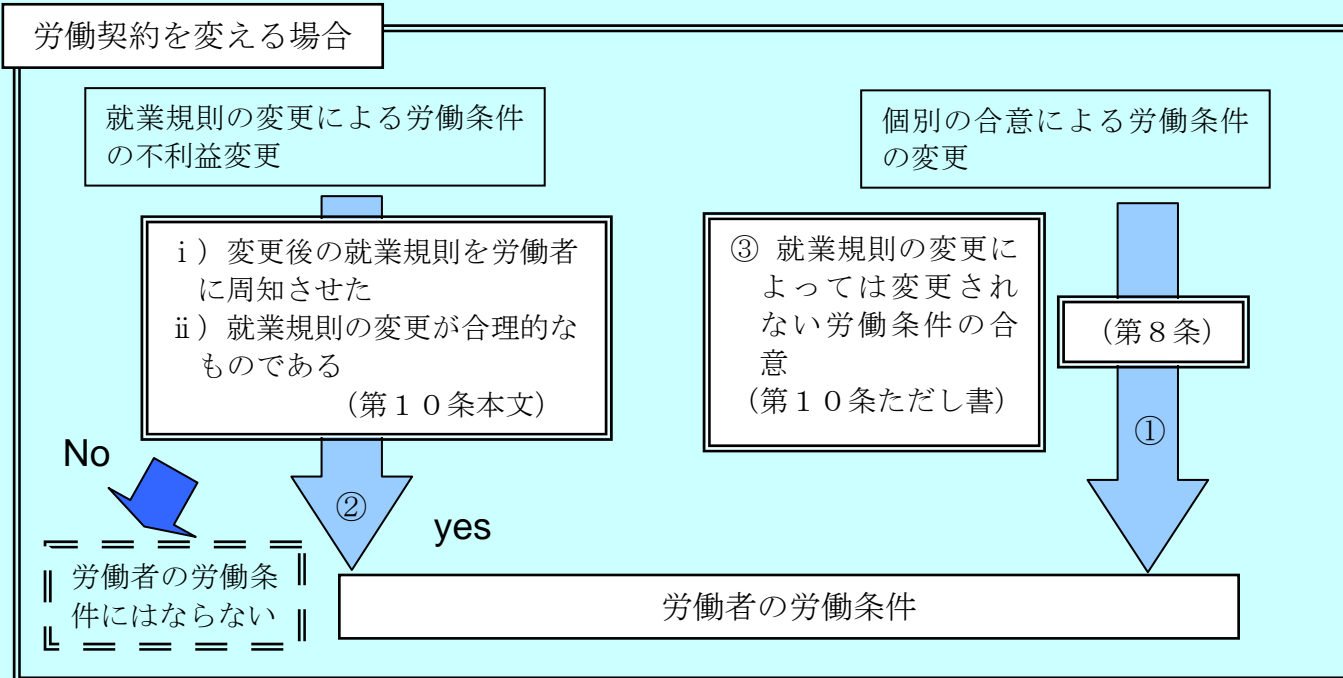 労働契約を変える場合
就業規則の変更による労働条件
の不利益変更
ⅰ）変更後の就業規則を労働者
に周知させた
ⅱ）就業規則の変更が合理的な
ものである
（第１０条本文）
No
②
yes
労働者の労働条
件にはならない
個別の合意による労働条件
の変更
③ 就業規則の変更に
よっては変更され
ない労働条件の合
意
（第１０条ただし書）
（第８条）
①
労働者の労働条件